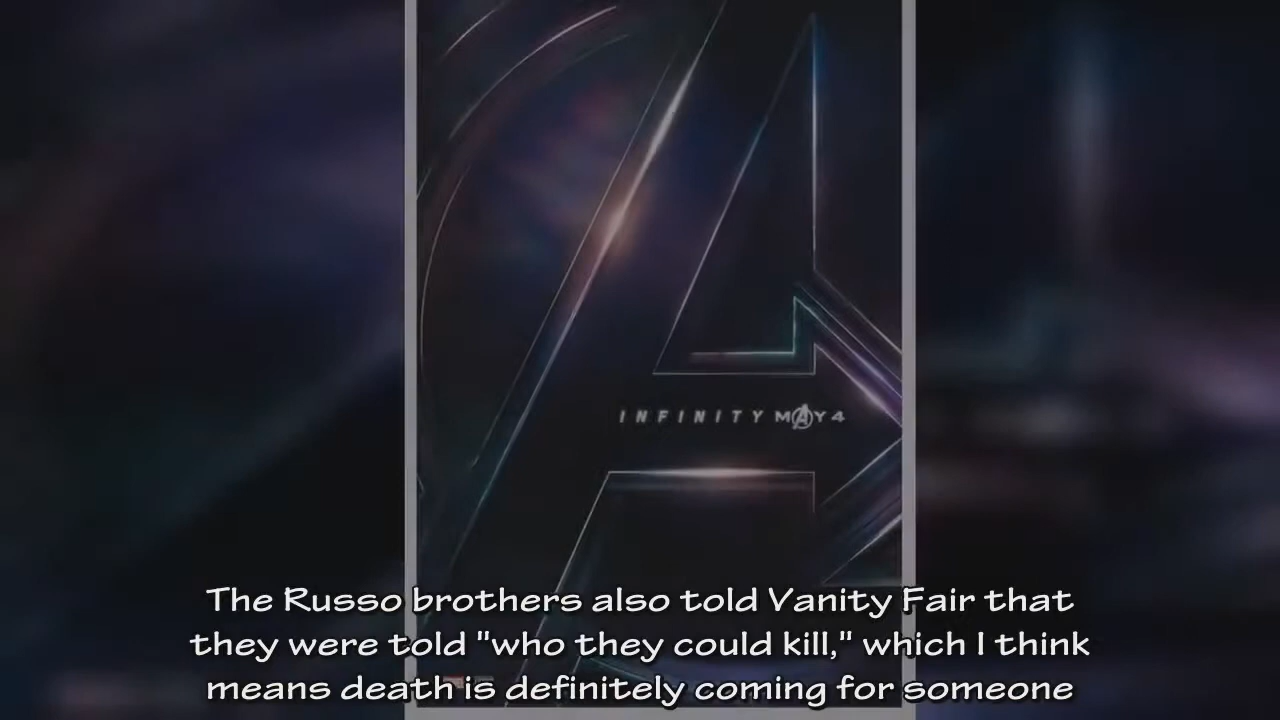 INFINITY MAY 4
The Russo brothers also told Vanity Fair that
they were told "who they could kill," which I think
means death is definitely coming for someone